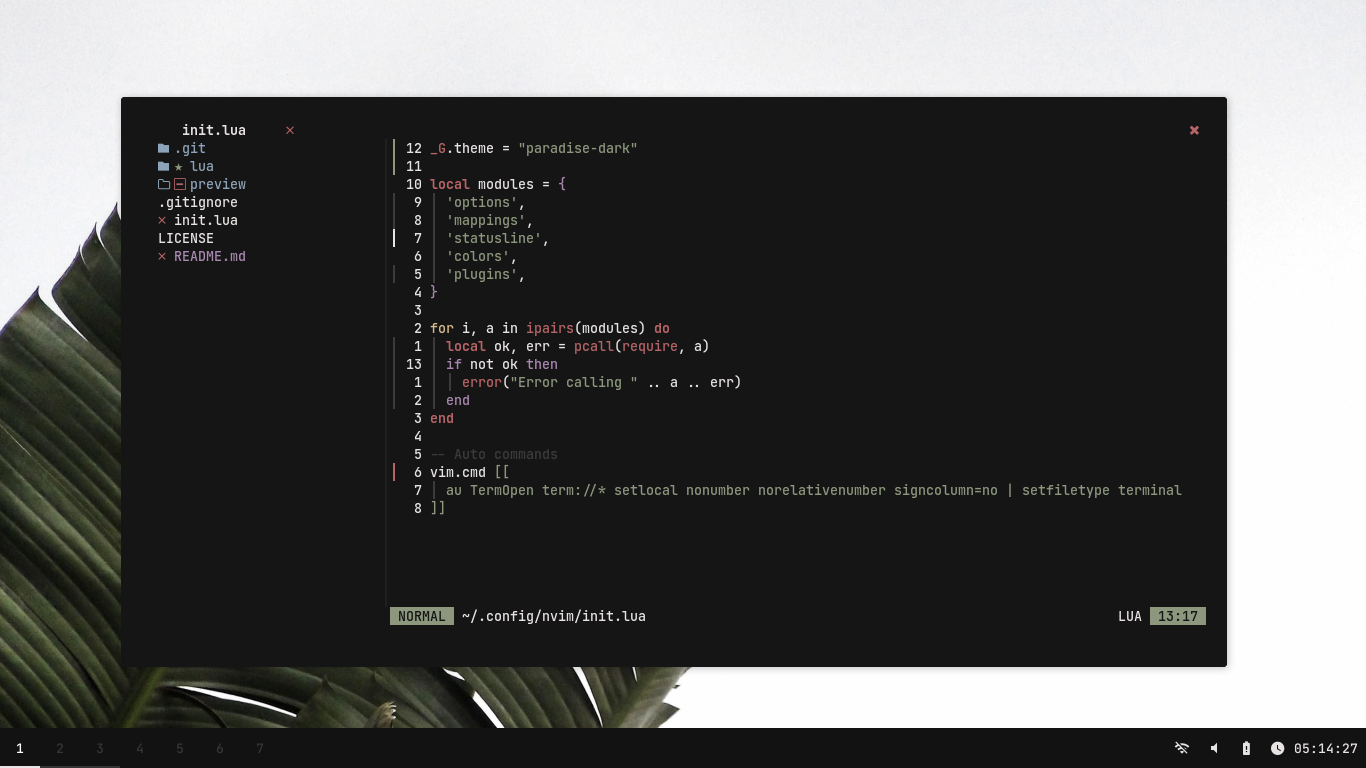 init.lua
.git
lua
preview
.gitignore
init.lua
LICENSE
README.md
12 _G.theme = "paradise-dark"
11
10 local modules = {
9 'options',
8 'mappings',
7 'statusline',
6 'colors',
5 'plugins',
4 }
3
2 for i, a in ipairs(modules) do
1 local ok, err = pcall(require, a)
13 if not ok then
1 error("Error calling " .. a .. err)
2 end
3 end
4
5 -- Auto commands
6 vim.cmd [[
7 au TermOpen term://* setlocal nonumber norelativenumber signcolumn=no | setfiletype terminal
8 ]]
NORMAL ~/.config/nvim/init.lua LUA 13:17
1 2 3 4 5 6 7 05:14:27